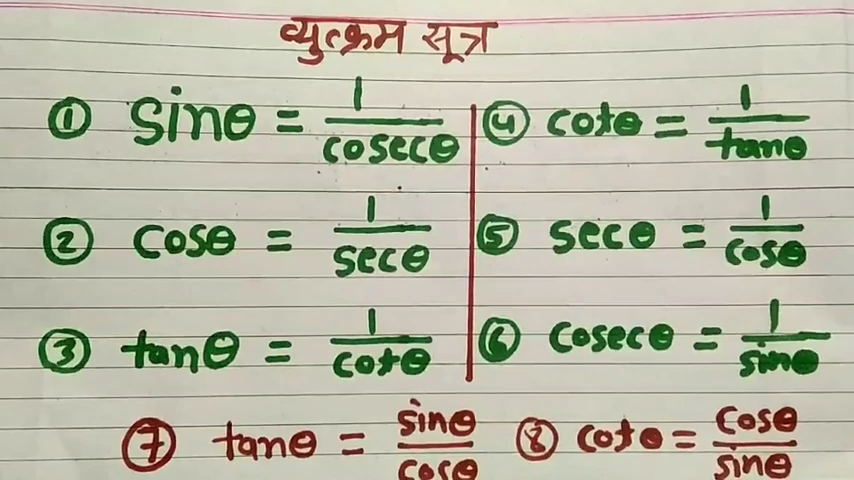 व्युत्क्रम सूत्र
① sinθ = 1/cosecθ
② cosθ = 1/secθ
③ tanθ = 1/cotθ
④ cotθ = 1/tanθ
⑤ secθ = 1/cosθ
⑥ cosecθ = 1/sinθ
⑦ tanθ = sinθ/cosθ
⑧ cotθ = cosθ/sinθ